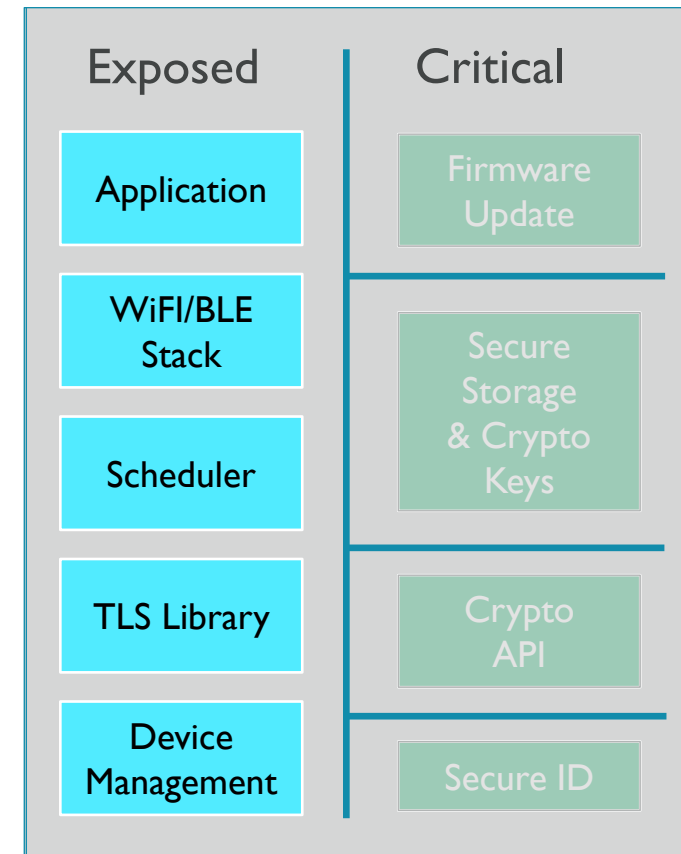 Exposed
Application
WiFI/BLE
Stack
Scheduler
TLS Library
Device
Management
Critical
Firmware
Update
Secure
Storage
& Crypto
Keys
Crypto
API
Secure ID